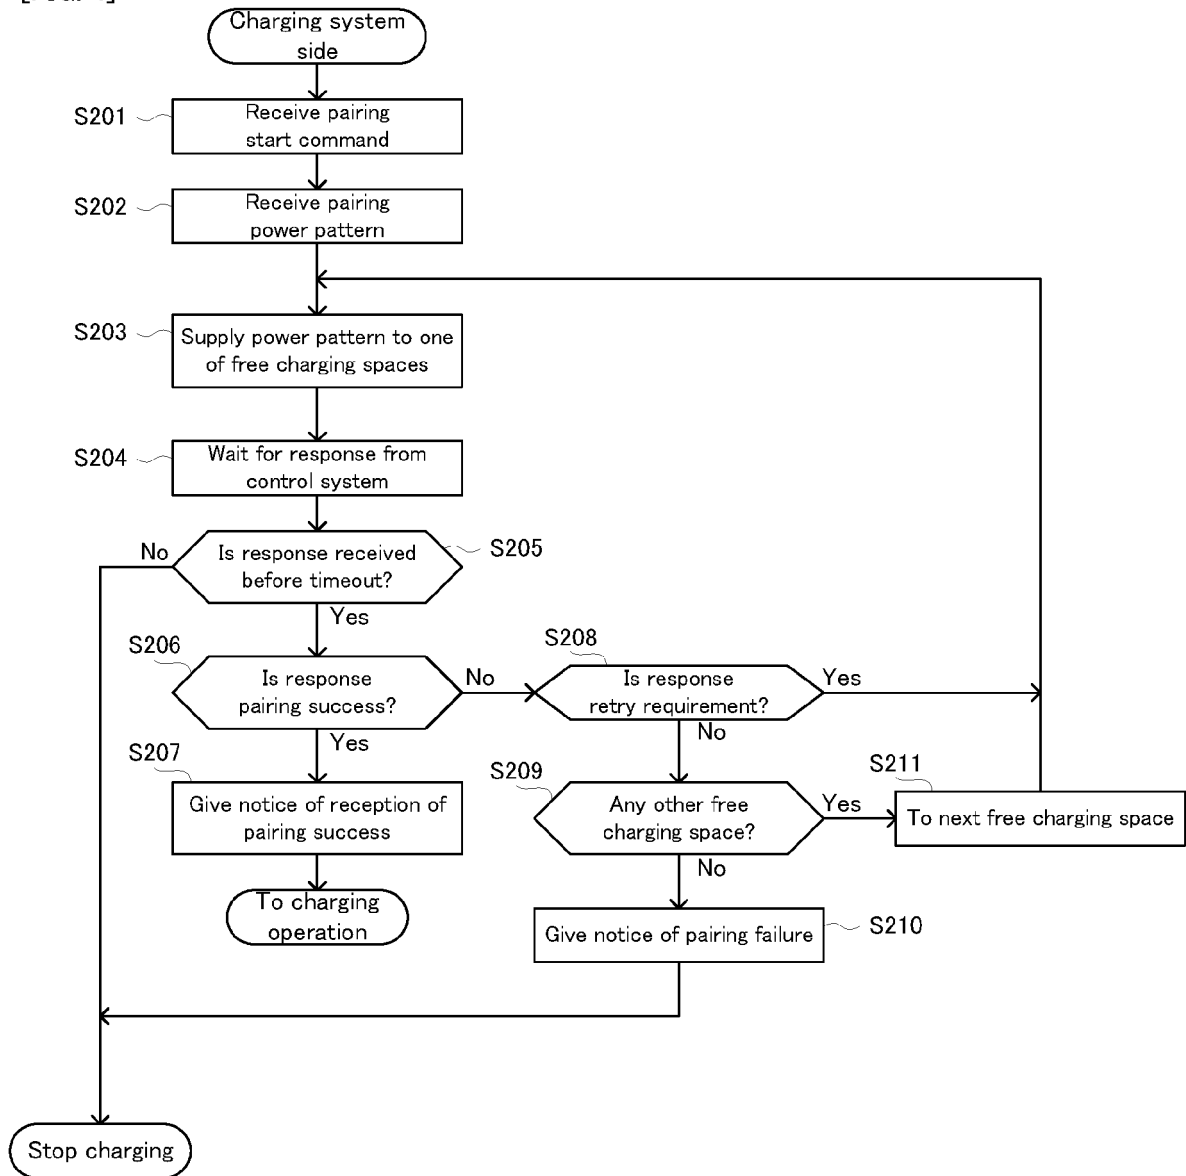 Charging system
side
S201
Receive pairing
start command
S202
Receive pairing
power pattern
S203
Supply power pattern to one
of free charging spaces
S204
Wait for response from
control system
S205
Is response received
before timeout?
No
Yes
S206
Is response
pairing success?
No
Yes
S208
Is response
retry requirement?
Yes
No
S207
Give notice of reception of
pairing success
S209
Any other free
charging space?
Yes
No
S211
To next free charging space
To charging
operation
Give notice of pairing failure
S210
Stop charging